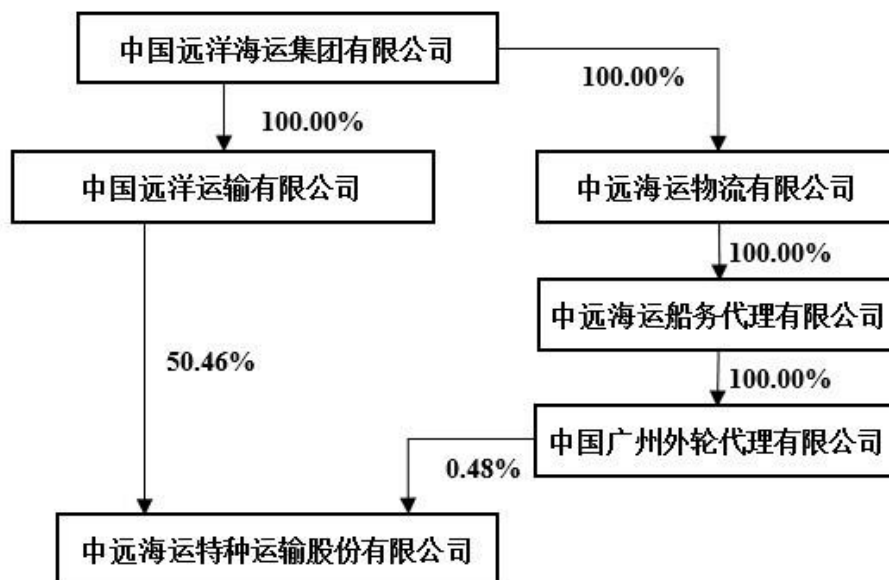 中国远洋海运集团有限公司
100.00%
100.00%
中国远洋运输有限公司
中远海运物流有限公司
100.00%
中远海运船务代理有限公司
50.46%
100.00%
中国广州外轮代理有限公司
0.48%
中远海运特种运输股份有限公司